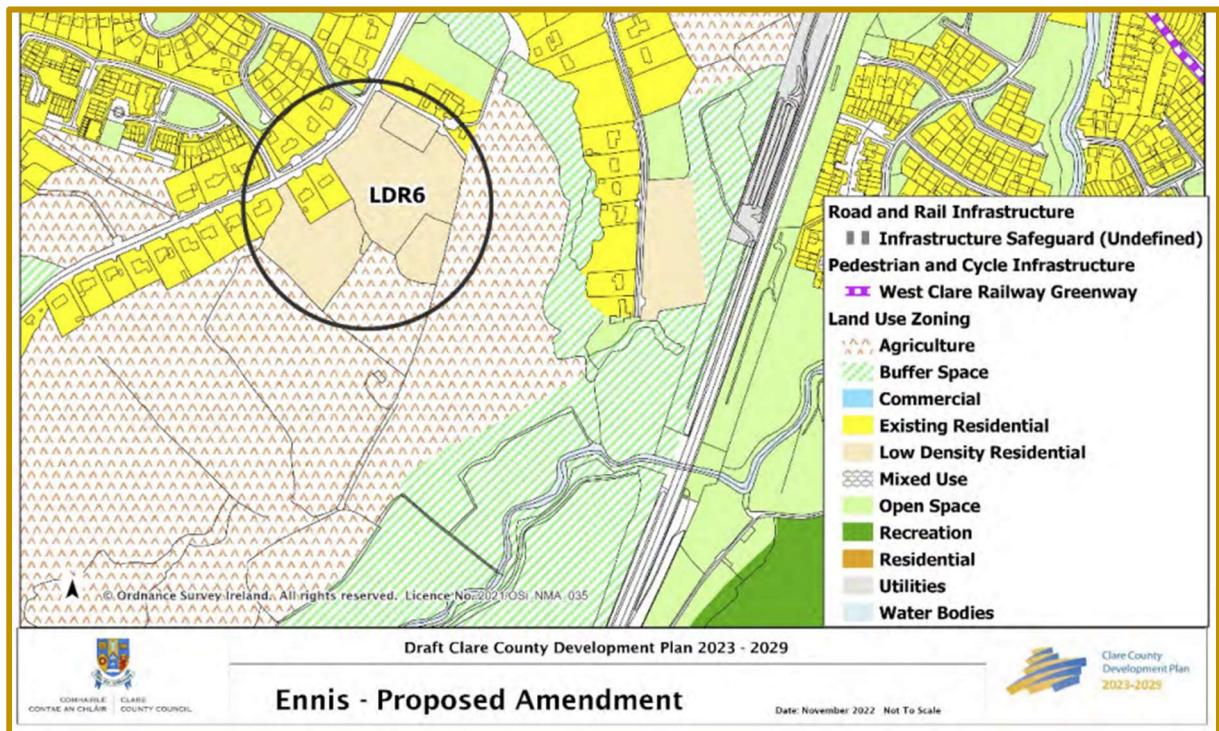 LDR6
Road and Rail Infrastructure
Infrastructure Safeguard (Undefined)
Pedestrian and Cycle Infrastructure
West Clare Railway Greenway
Land Use Zoning
Agriculture
Buffer Space
Commercial
Existing Residential
Low Density Residential
Mixed Use
Open Space
Recreation
Residential
Utilities
Water Bodies
© Ordnance Survey Ireland. All rights reserved. Licence No. 2021/OSi NMA 035
Draft Clare County Development Plan 2023 - 2029
COMHAIRLE CLARE
CONTAE AN CHLÁIR COUNTY COUNCIL
Ennis - Proposed Amendment
Date: November 2022 Not To Scale
Clare County
Development Plan
2023-2029